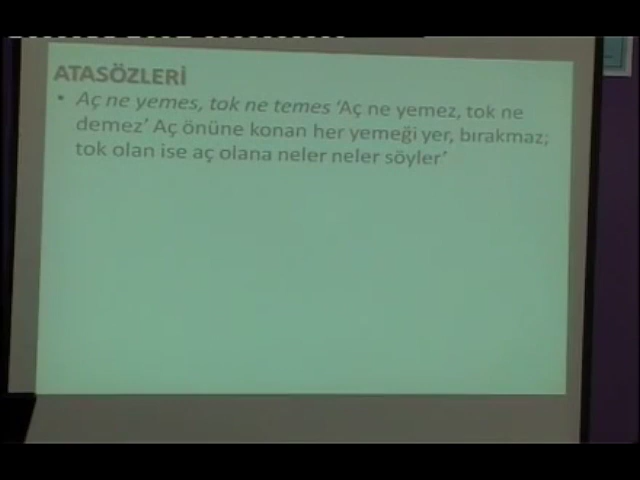 ATASÖZLERİ
• Aç ne yemes, tok ne temes ‘Aç ne yemez, tok ne
demez’ Aç önüne konan her yemeği yer, bırakmaz;
tok olan ise aç olana neler neler söyler’